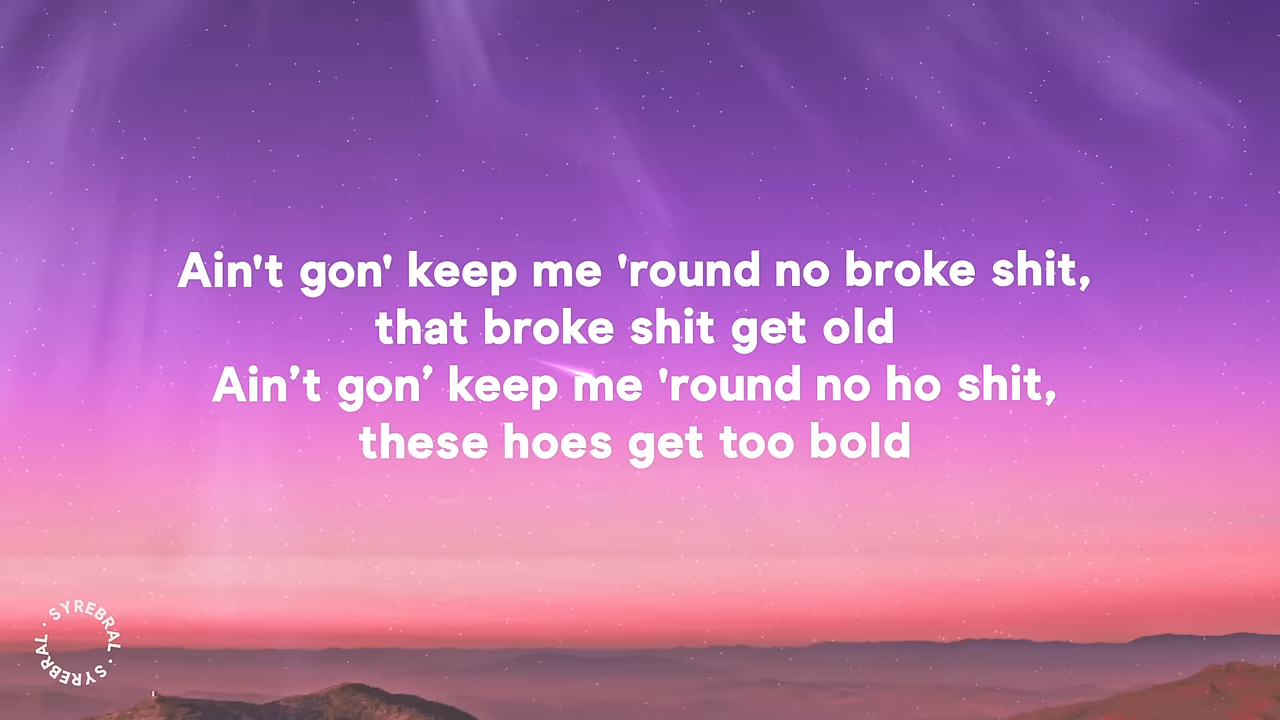 Ain't gon' keep me 'round no broke shit,
that broke shit get old
Ain’t gon’ keep me 'round no ho shit,
these hoes get too bold
SYREBRAL · SYREBRAL ·